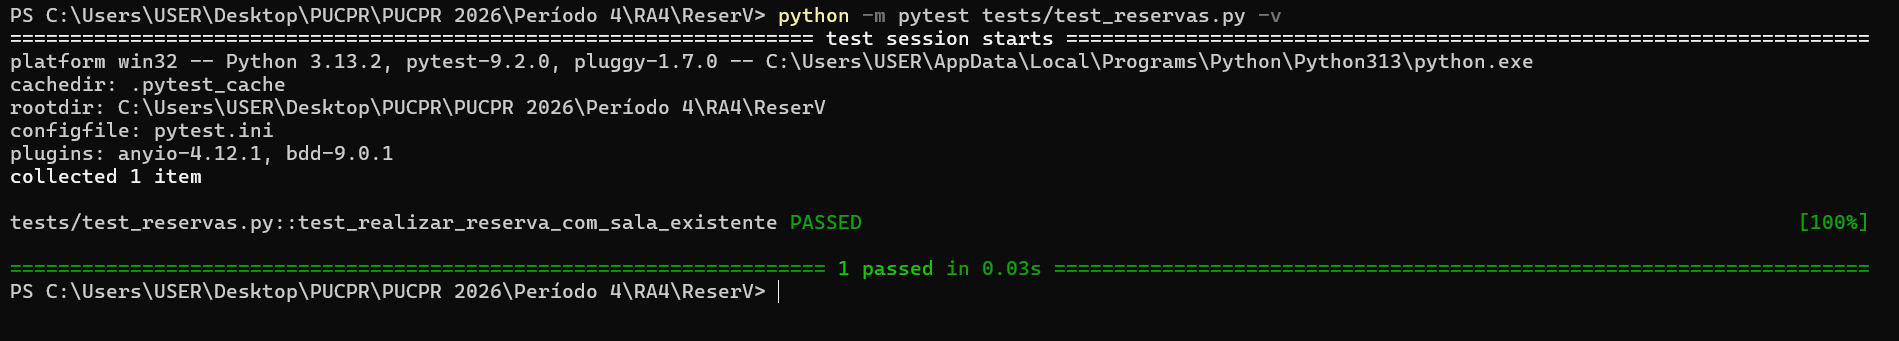 PS C:\Users\USER\Desktop\PUCPR\PUCPR 2026\Período 4\RA4\ReserV> python -m pytest tests/test_reservas.py -v
=================================================================== test session starts ===================================================================
platform win32 -- Python 3.13.2, pytest-9.2.0, pluggy-1.7.0 -- C:\Users\USER\AppData\Local\Programs\Python\Python313\python.exe
cachedir: .pytest_cache
rootdir: C:\Users\USER\Desktop\PUCPR\PUCPR 2026\Período 4\RA4\ReserV
configfile: pytest.ini
plugins: anyio-4.12.1, bdd-9.0.1
collected 1 item
tests/test_reservas.py::test_realizar_reserva_com_sala_existente PASSED [100%]
==================================================================== 1 passed in 0.03s ====================================================================
PS C:\Users\USER\Desktop\PUCPR\PUCPR 2026\Período 4\RA4\ReserV>